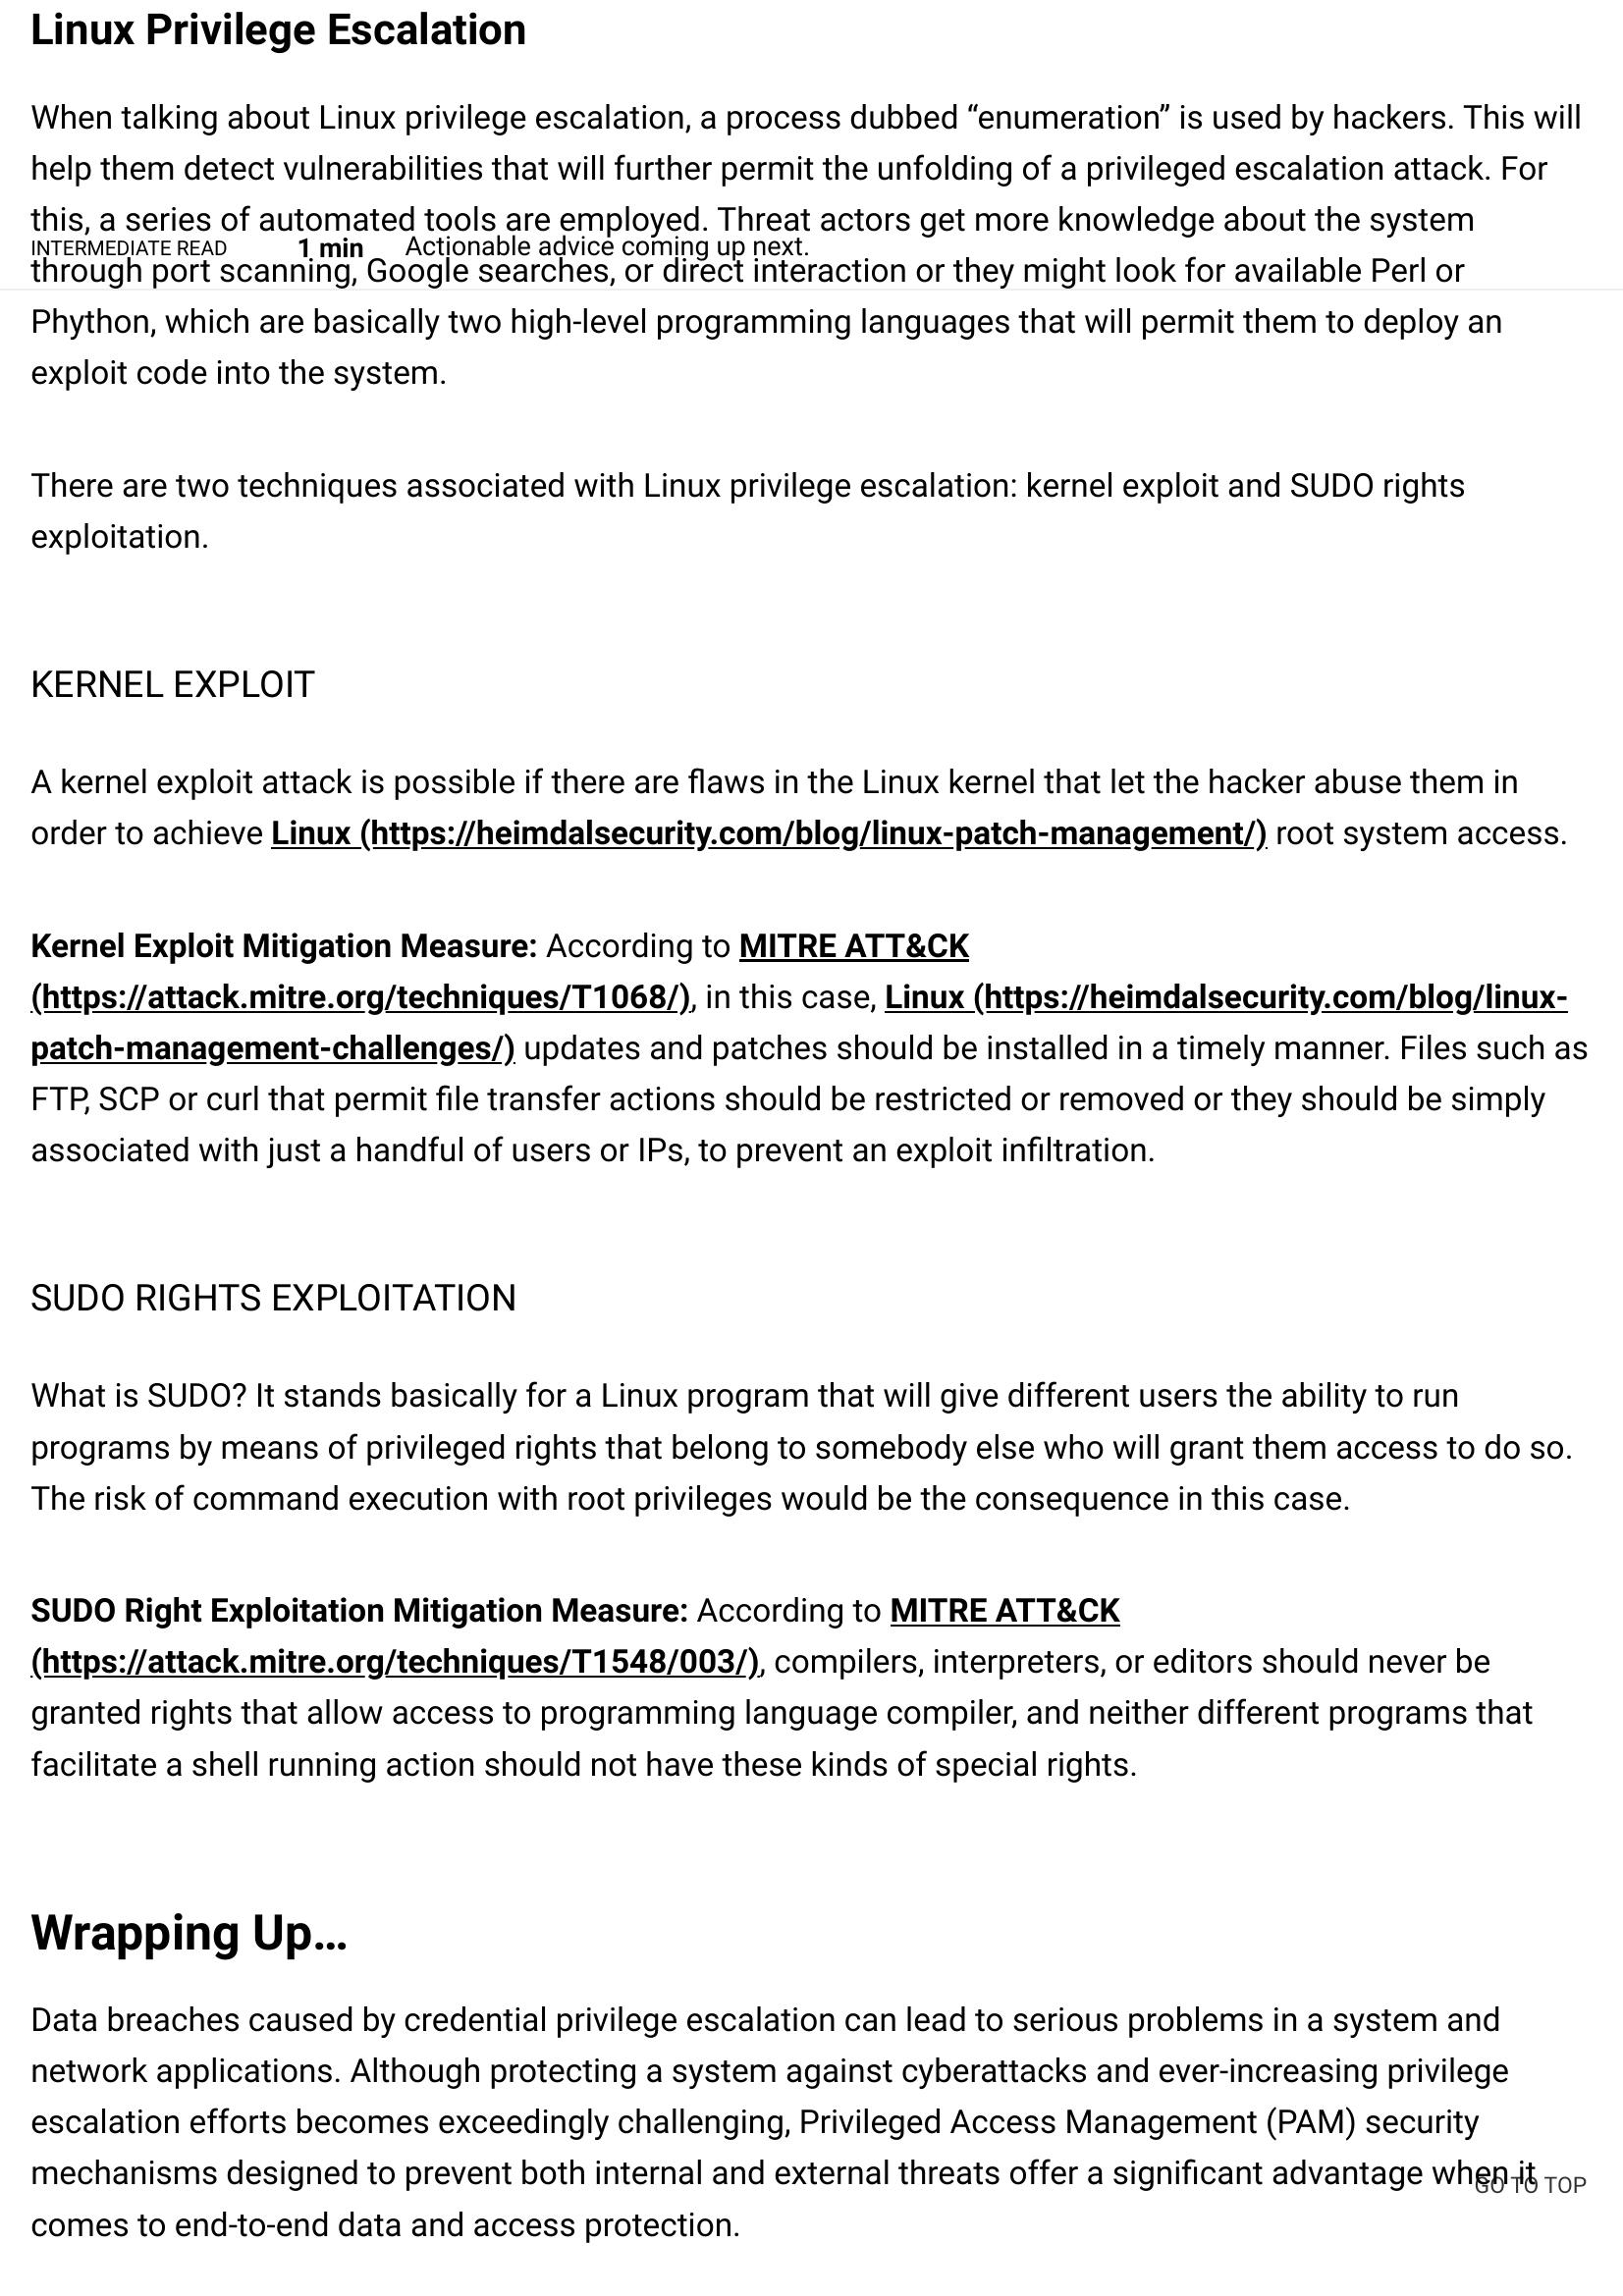 Linux Privilege Escalation
When talking about Linux privilege escalation, a process dubbed “enumeration” is used by hackers. This will
help them detect vulnerabilities that will further permit the unfolding of a privileged escalation attack. For
this, a series of automated tools are employed. Threat actors get more knowledge about the system
INTERMEDIATE READ 1 min Actionable advice coming up next.
through port scanning, Google searches, or direct interaction or they might look for available Perl or
Phython, which are basically two high-level programming languages that will permit them to deploy an
exploit code into the system.
There are two techniques associated with Linux privilege escalation: kernel exploit and SUDO rights
exploitation.
KERNEL EXPLOIT
A kernel exploit attack is possible if there are flaws in the Linux kernel that let the hacker abuse them in
order to achieve Linux (https://heimdalsecurity.com/blog/linux-patch-management/) root system access.
Kernel Exploit Mitigation Measure: According to MITRE ATT&CK
(https://attack.mitre.org/techniques/T1068/), in this case, Linux (https://heimdalsecurity.com/blog/linux-
patch-management-challenges/) updates and patches should be installed in a timely manner. Files such as
FTP, SCP or curl that permit file transfer actions should be restricted or removed or they should be simply
associated with just a handful of users or IPs, to prevent an exploit infiltration.
SUDO RIGHTS EXPLOITATION
What is SUDO? It stands basically for a Linux program that will give different users the ability to run
programs by means of privileged rights that belong to somebody else who will grant them access to do so.
The risk of command execution with root privileges would be the consequence in this case.
SUDO Right Exploitation Mitigation Measure: According to MITRE ATT&CK
(https://attack.mitre.org/techniques/T1548/003/), compilers, interpreters, or editors should never be
granted rights that allow access to programming language compiler, and neither different programs that
facilitate a shell running action should not have these kinds of special rights.
Wrapping Up…
Data breaches caused by credential privilege escalation can lead to serious problems in a system and
network applications. Although protecting a system against cyberattacks and ever-increasing privilege
escalation efforts becomes exceedingly challenging, Privileged Access Management (PAM) security
mechanisms designed to prevent both internal and external threats offer a significant advantage when it
GO TO TOP
comes to end-to-end data and access protection.